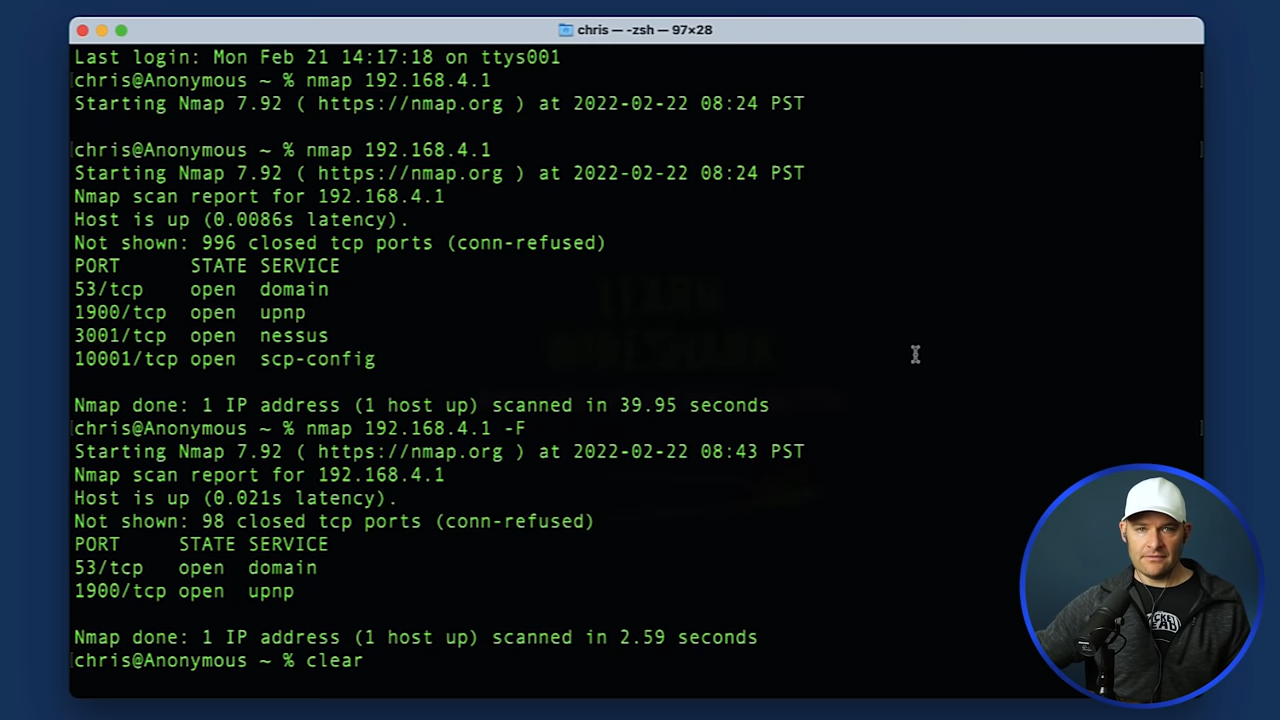 chris — -zsh — 97×28
Last login: Mon Feb 21 14:17:18 on ttys001
chris@Anonymous ~ % nmap 192.168.4.1
Starting Nmap 7.92 ( https://nmap.org ) at 2022-02-22 08:24 PST
chris@Anonymous ~ % nmap 192.168.4.1
Starting Nmap 7.92 ( https://nmap.org ) at 2022-02-22 08:24 PST
Nmap scan report for 192.168.4.1
Host is up (0.0086s latency).
Not shown: 996 closed tcp ports (conn-refused)
PORT      STATE SERVICE
53/tcp    open  domain
1900/tcp  open  upnp
3001/tcp  open  nessus
10001/tcp open  scp-config
Nmap done: 1 IP address (1 host up) scanned in 39.95 seconds
chris@Anonymous ~ % nmap 192.168.4.1 -F
Starting Nmap 7.92 ( https://nmap.org ) at 2022-02-22 08:43 PST
Nmap scan report for 192.168.4.1
Host is up (0.021s latency).
Not shown: 98 closed tcp ports (conn-refused)
PORT     STATE SERVICE
53/tcp   open  domain
1900/tcp open  upnp
Nmap done: 1 IP address (1 host up) scanned in 2.59 seconds
chris@Anonymous ~ % clear